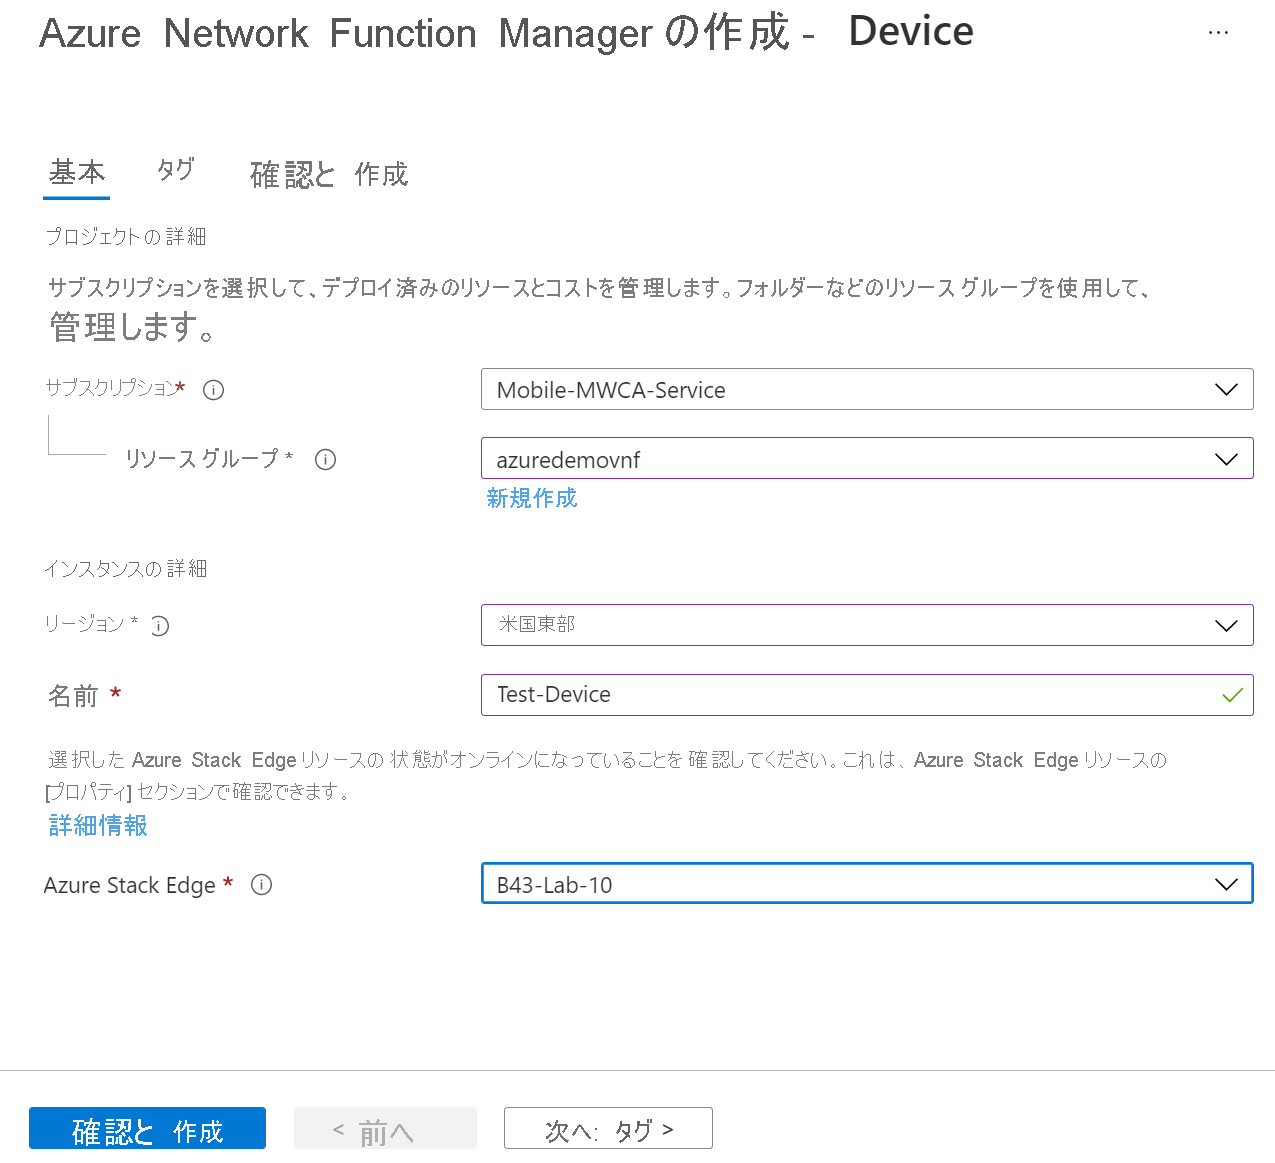 Azure Network Function Manager の作成 - Device
…
基本 タグ 確認と 作成
プロジェクトの詳細
サブスクリプションを選択して、デプロイ済みのリソースとコストを管理します。フォルダーなどのリソース グループを使用して、
管理します。
サブスクリプション* Mobile-MWCA-Service
リソース グループ * azuredemovnf
新規作成
インスタンスの詳細
リージョン * 米国東部
名前 * Test-Device
選択した Azure Stack Edge リソースの 状態がオンラインになっていることを 確認してください。これは、Azure Stack Edge リソースの
[プロパティ] セクションで確認できます。
詳細情報
Azure Stack Edge * B43-Lab-10
確認と 作成 < 前へ 次へ: タグ >